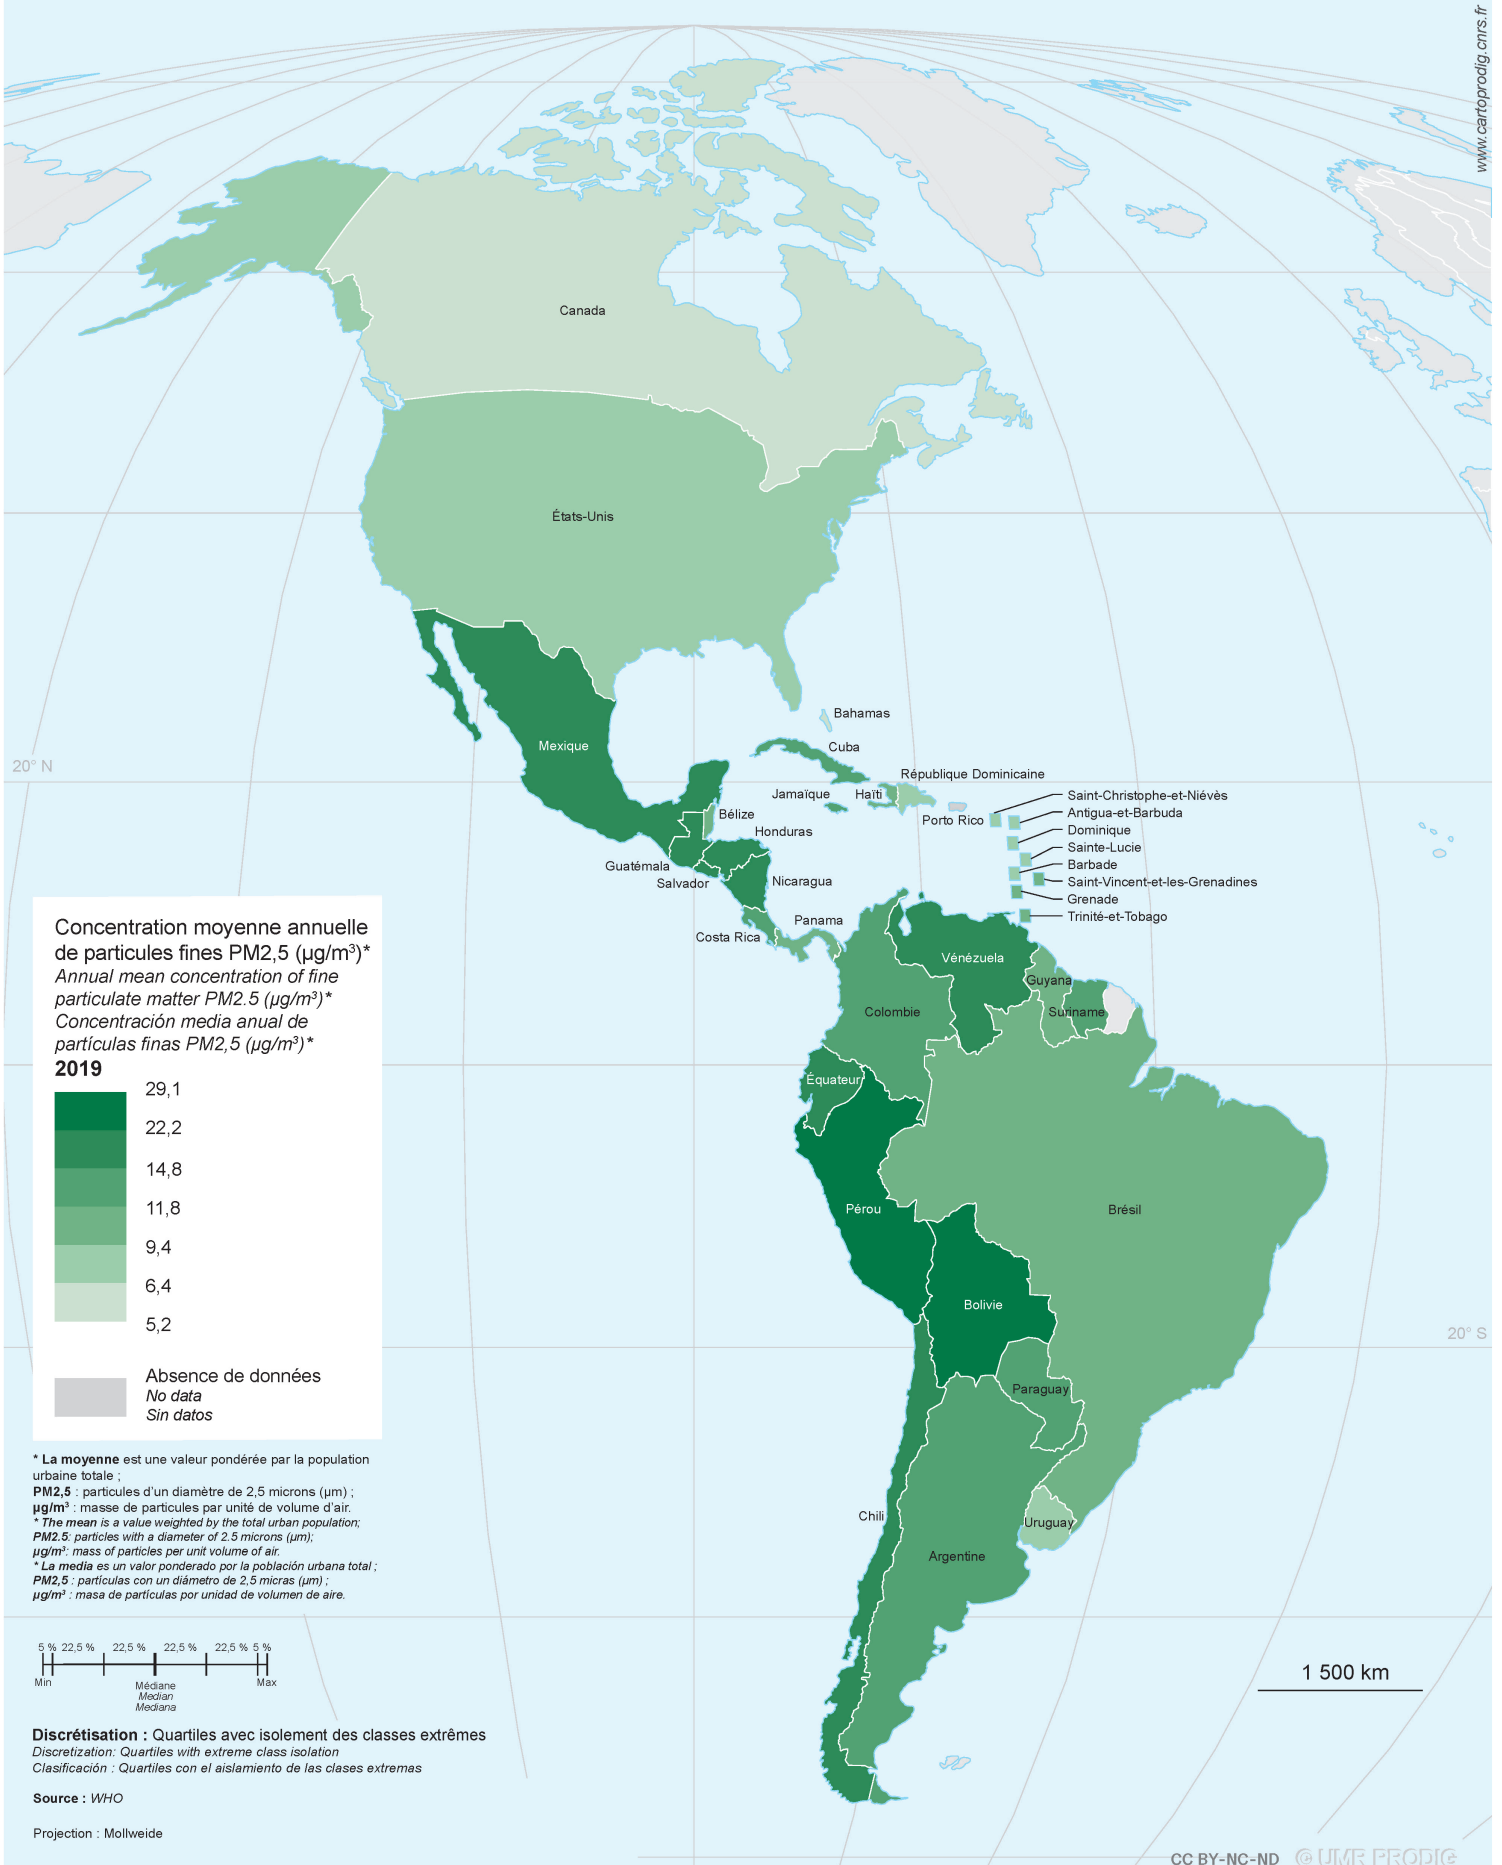 www.cartoprodig.cnrs.fr
Canada
États-Unis
Mexique
Bahamas
Cuba
20° N
République Dominicaine
Jamaïque
Haïti
Saint-Christophe-et-Niévès
Porto Rico
Antigua-et-Barbuda
Bélize
Dominique
Honduras
Sainte-Lucie
Guatémala
Barbade
Salvador
Nicaragua
Saint-Vincent-et-les-Grenadines
Grenade
Panama
Trinité-et-Tobago
Costa Rica
Vénézuela
Guyana
Colombie
Suriname
Équateur
Pérou
Brésil
Bolivie
20° S
Paraguay
Chili
Uruguay
Argentine
Concentration moyenne annuelle
de particules fines PM2,5 (µg/m³)*
Annual mean concentration of fine
particulate matter PM2.5 (µg/m³)*
Concentración media anual de
partículas finas PM2,5 (µg/m³)*
2019
29,1
22,2
14,8
11,8
9,4
6,4
5,2
Absence de données
No data
Sin datos
* La moyenne est une valeur pondérée par la population
urbaine totale ;
PM2,5 : particules d'un diamètre de 2,5 microns (µm) ;
µg/m³ : masse de particules par unité de volume d'air.
* The mean is a value weighted by the total urban population;
PM2.5: particles with a diameter of 2.5 microns (µm);
µg/m³: mass of particles per unit volume of air.
* La media es un valor ponderado por la población urbana total ;
PM2,5 : partículas con un diámetro de 2,5 micras (µm) ;
µg/m³ : masa de partículas por unidad de volumen de aire.
5 % 22,5 % 22,5 % 22,5 % 22,5 % 5 %
Min Max
Médiane
Median
Mediana
1 500 km
Discrétisation : Quartiles avec isolement des classes extrêmes
Discretization: Quartiles with extreme class isolation
Clasificación : Quartiles con el aislamiento de las clases extremas
Source : WHO
Projection : Mollweide
CC BY-NC-ND © UMR PRODIG